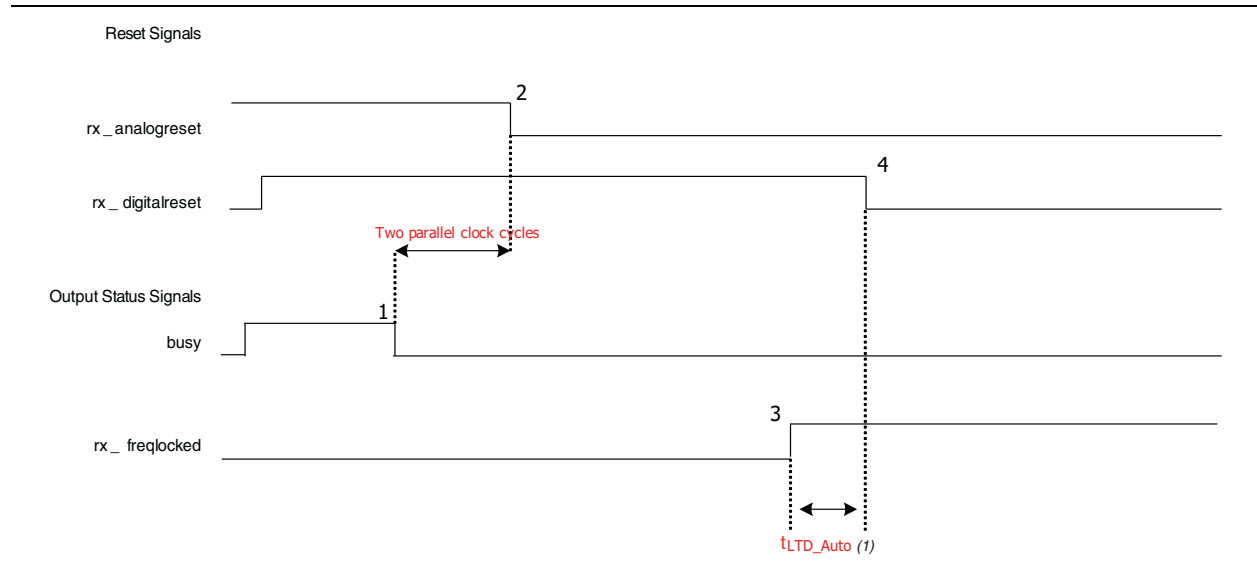 Reset Signals
2
rx _ analogreset
4
rx _ digitalreset
Two parallel clock cycles
Output Status Signals
1
busy
3
rx _ freqlocked
tLTD_Auto (1)